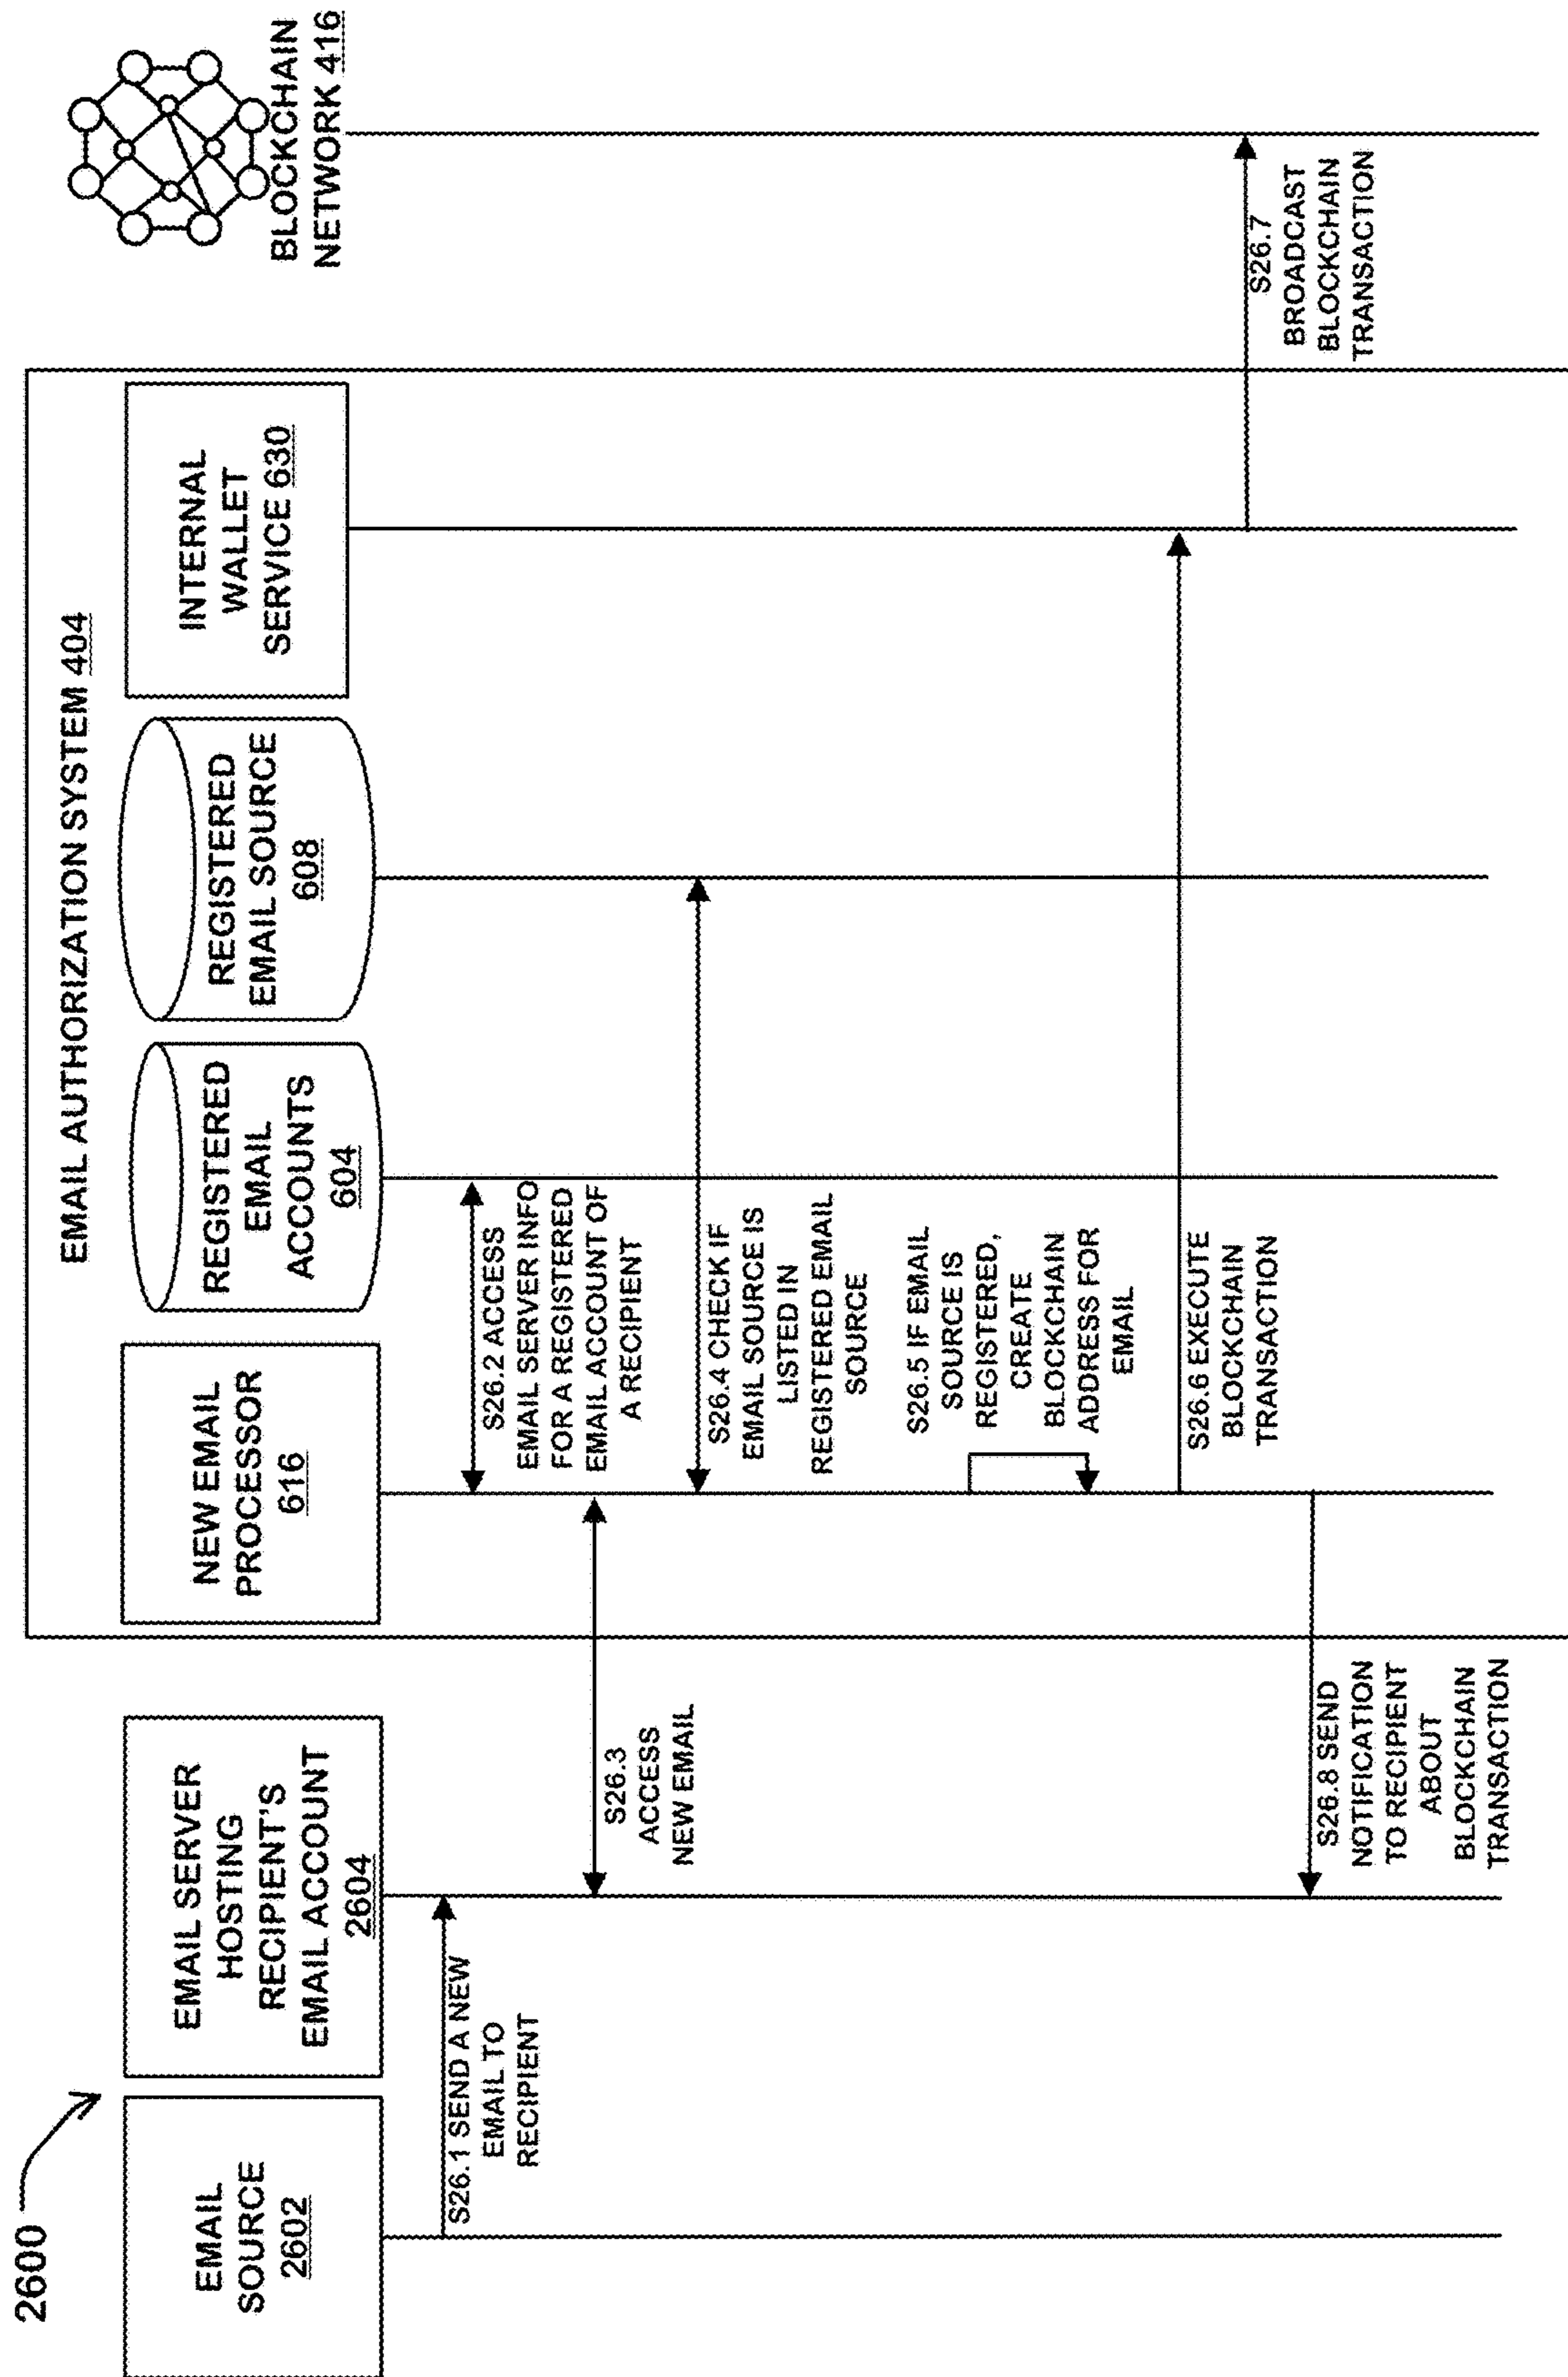 2600
EMAIL AUTHORIZATION SYSTEM 404
EMAIL
SOURCE
2602
EMAIL SERVER
HOSTING
RECIPIENT'S
EMAIL ACCOUNT
2604
NEW EMAIL
PROCESSOR
616
REGISTERED
EMAIL
ACCOUNTS
604
REGISTERED
EMAIL SOURCE
608
INTERNAL
WALLET
SERVICE 630
BLOCKCHAIN
NETWORK 416
S26.1 SEND A NEW
EMAIL TO
RECIPIENT
S26.2 ACCESS
EMAIL SERVER INFO
FOR A REGISTERED
EMAIL ACCOUNT OF
A RECIPIENT
S26.3
ACCESS
NEW EMAIL
S26.4 CHECK IF
EMAIL SOURCE IS
LISTED IN
REGISTERED EMAIL
SOURCE
S26.5 IF EMAIL
SOURCE IS
REGISTERED,
CREATE
BLOCKCHAIN
ADDRESS FOR
EMAIL
S26.6 EXECUTE
BLOCKCHAIN
TRANSACTION
S26.7
BROADCAST
BLOCKCHAIN
TRANSACTION
S26.8 SEND
NOTIFICATION
TO RECIPIENT
ABOUT
BLOCKCHAIN
TRANSACTION